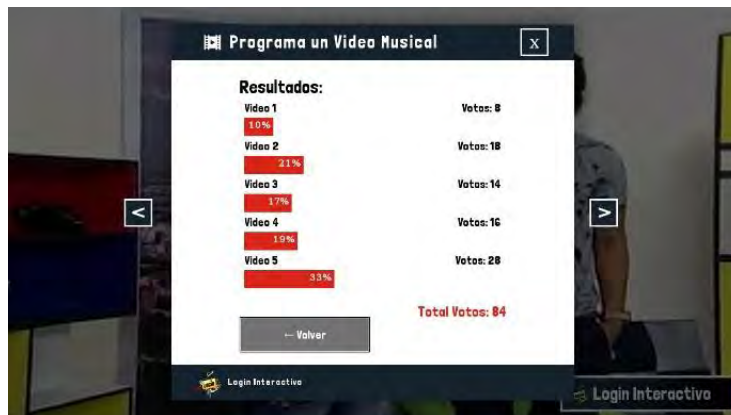 Programa un Video Musical X
Resultados:
Video 1 Votos: 8
10%
Video 2 Votos: 18
21%
Video 3 Votos: 14
17%
< >
Video 4 Votos: 16
19%
Video 5 Votos: 28
33%
Total Votos: 84
← Volver
Login Interactivo
Login Interactivo